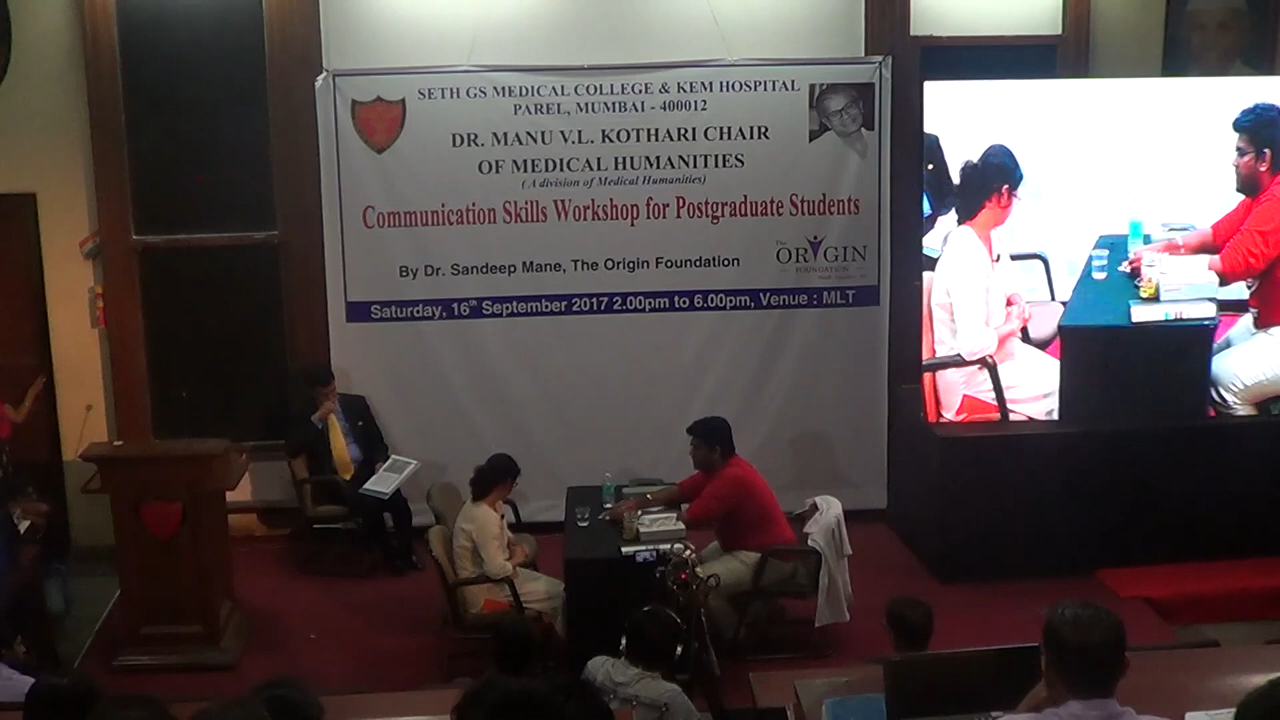 SETH GS MEDICAL COLLEGE & KEM HOSPITAL
PAREL, MUMBAI - 400012
DR. MANU V.L. KOTHARI CHAIR
OF MEDICAL HUMANITIES
( A division of Medical Humanities)
Communication Skills Workshop for Postgraduate Students
The
ORIGIN
FOUNDATION
By Dr. Sandeep Mane, The Origin Foundation
Saturday, 16th September 2017 2.00pm to 6.00pm, Venue : MLT